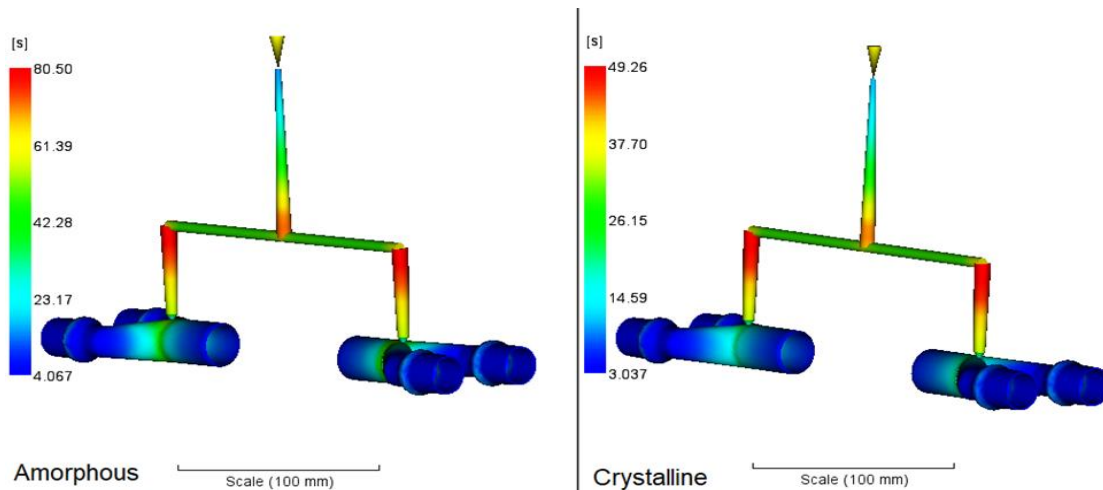 [s]
80.50
61.39
42.28
23.17
4.067
Amorphous
Scale (100 mm)
[s]
49.26
37.70
26.15
14.59
3.037
Crystalline
Scale (100 mm)